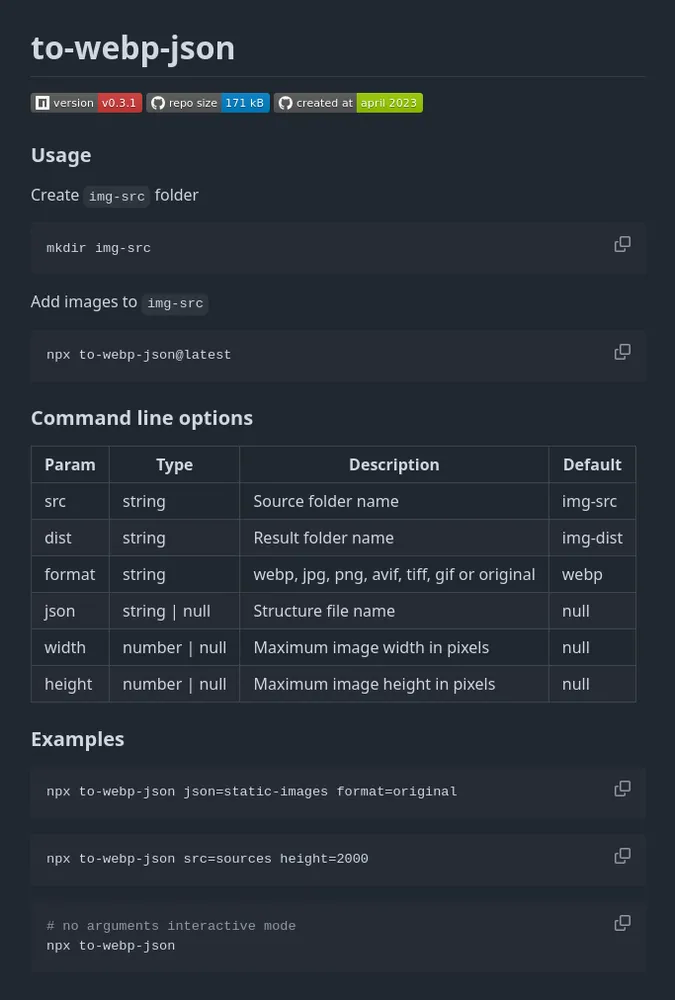 to-webp-json
version v0.3.1 repo size 171 kB created at april 2023
Usage
Create img-src folder
mkdir img-src
Add images to img-src
npx to-webp-json@latest
Command line options
Param Type Description Default
src string Source folder name img-src
dist string Result folder name img-dist
format string webp, jpg, png, avif, tiff, gif or original webp
json string | null Structure file name null
width number | null Maximum image width in pixels null
height number | null Maximum image height in pixels null
Examples
npx to-webp-json json=static-images format=original
npx to-webp-json src=sources height=2000
# no arguments interactive mode
npx to-webp-json